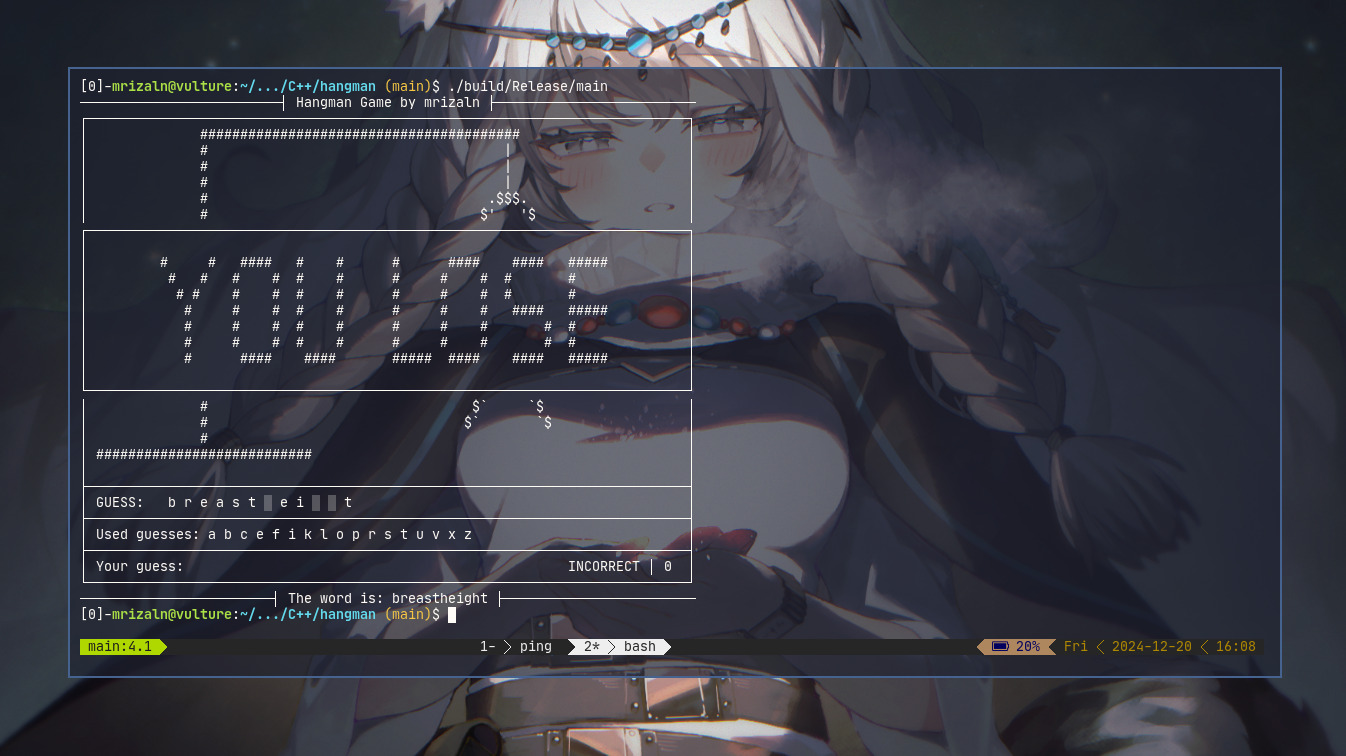 [0]-mrizaln@vulture:~/.../C++/hangman (main)$ ./build/Release/main
Hangman Game by mrizaln
########################################
#                                     |
#                                     |
#                                     |
#                                   .$$$.
#                                  $'   '$
YOU LOSE
#                                 $`     `$
#                                $`       `$
#
###########################
GUESS:   b r e a s t   e i     t
Used guesses: a b c e f i k l o p r s t u v x z
Your guess: INCORRECT | 0
The word is: breastheight
[0]-mrizaln@vulture:~/.../C++/hangman (main)$
main:4.1 1- ping 2* bash 20% Fri 2024-12-20 16:08